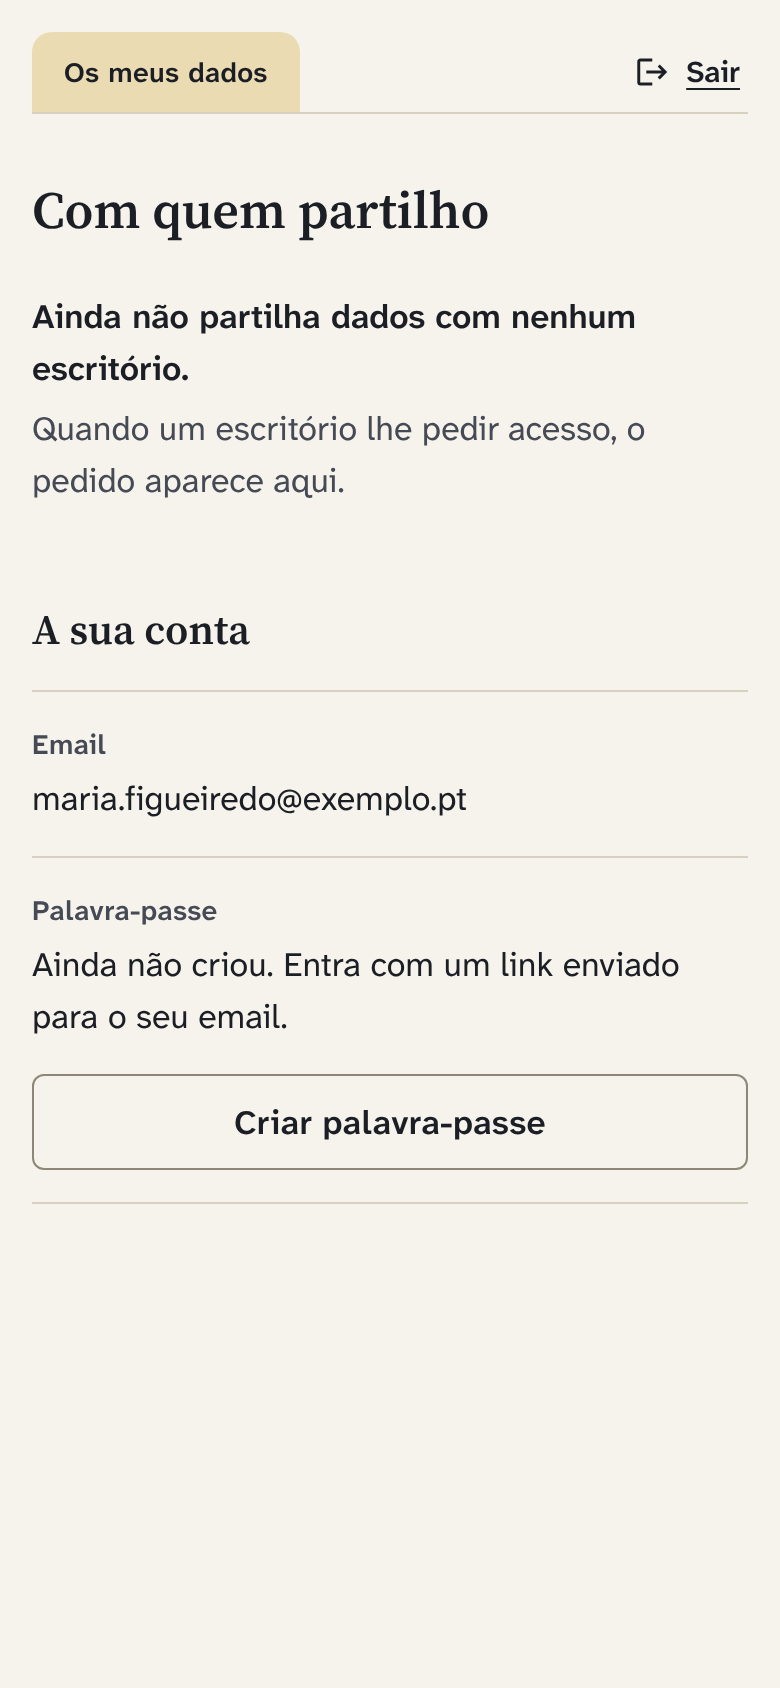 Os meus dados
Sair
Com quem partilho
Ainda não partilha dados com nenhum
escritório.
Quando um escritório lhe pedir acesso, o
pedido aparece aqui.
A sua conta
Email
maria.figueiredo@exemplo.pt
Palavra-passe
Ainda não criou. Entra com um link enviado
para o seu email.
Criar palavra-passe